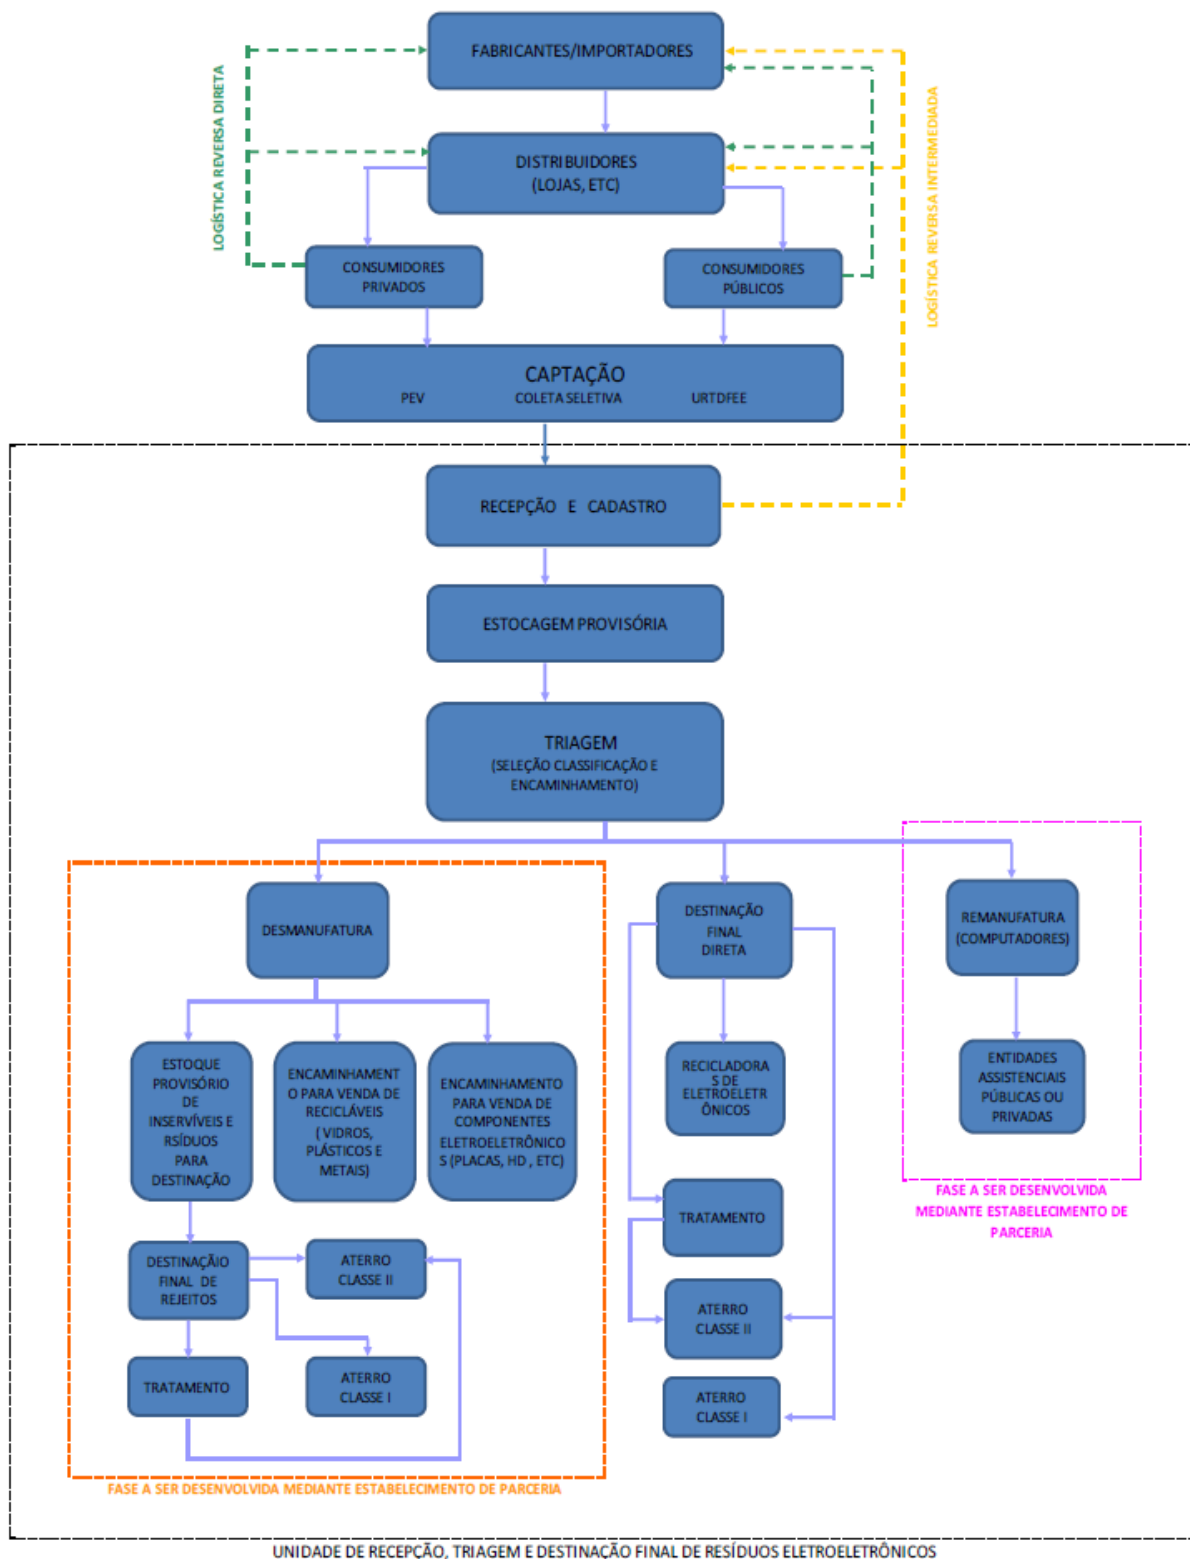 FABRICANTES/IMPORTADORES
LOGÍSTICA REVERSA DIRETA
LOGÍSTICA REVERSA INTERMEDIADA
DISTRIBUIDORES
(LOJAS, ETC)
CONSUMIDORES
PRIVADOS
CONSUMIDORES
PÚBLICOS
CAPTAÇÃO
PEV COLETA SELETIVA URTDFEE
RECEPÇÃO E CADASTRO
ESTOCAGEM PROVISÓRIA
TRIAGEM
(SELEÇÃO CLASSIFICAÇÃO E
ENCAMINHAMENTO)
DESMANUFATURA
DESTINAÇÃO
FINAL
DIRETA
REMANUFATURA
(COMPUTADORES)
ESTOQUE
PROVISÓRIO
DE
INSERVÍVEIS E
RSÍDUOS
PARA
DESTINAÇÃO
ENCAMINHAMENT
O PARA VENDA DE
RECICLÁVEIS
( VIDROS,
PLÁSTICOS E
METAIS)
ENCAMINHAMENTO
PARA VENDA DE
COMPONENTES
ELETROELETRÔNICO
S (PLACAS, HD , ETC)
RECICLADORA
S DE
ELETROELETR
ÔNICOS
ENTIDADES
ASSISTENCIAIS
PÚBLICAS OU
PRIVADAS
FASE A SER DESENVOLVIDA
MEDIANTE ESTABELECIMENTO DE
PARCERIA
DESTINAÇÃIO
FINAL DE
REJEITOS
ATERRO
CLASSE II
TRATAMENTO
ATERRO
CLASSE I
TRATAMENTO
ATERRO
CLASSE II
ATERRO
CLASSE I
FASE A SER DESENVOLVIDA MEDIANTE ESTABELECIMENTO DE PARCERIA
UNIDADE DE RECEPÇÃO, TRIAGEM E DESTINAÇÃO FINAL DE RESÍDUOS ELETROELETRÔNICOS